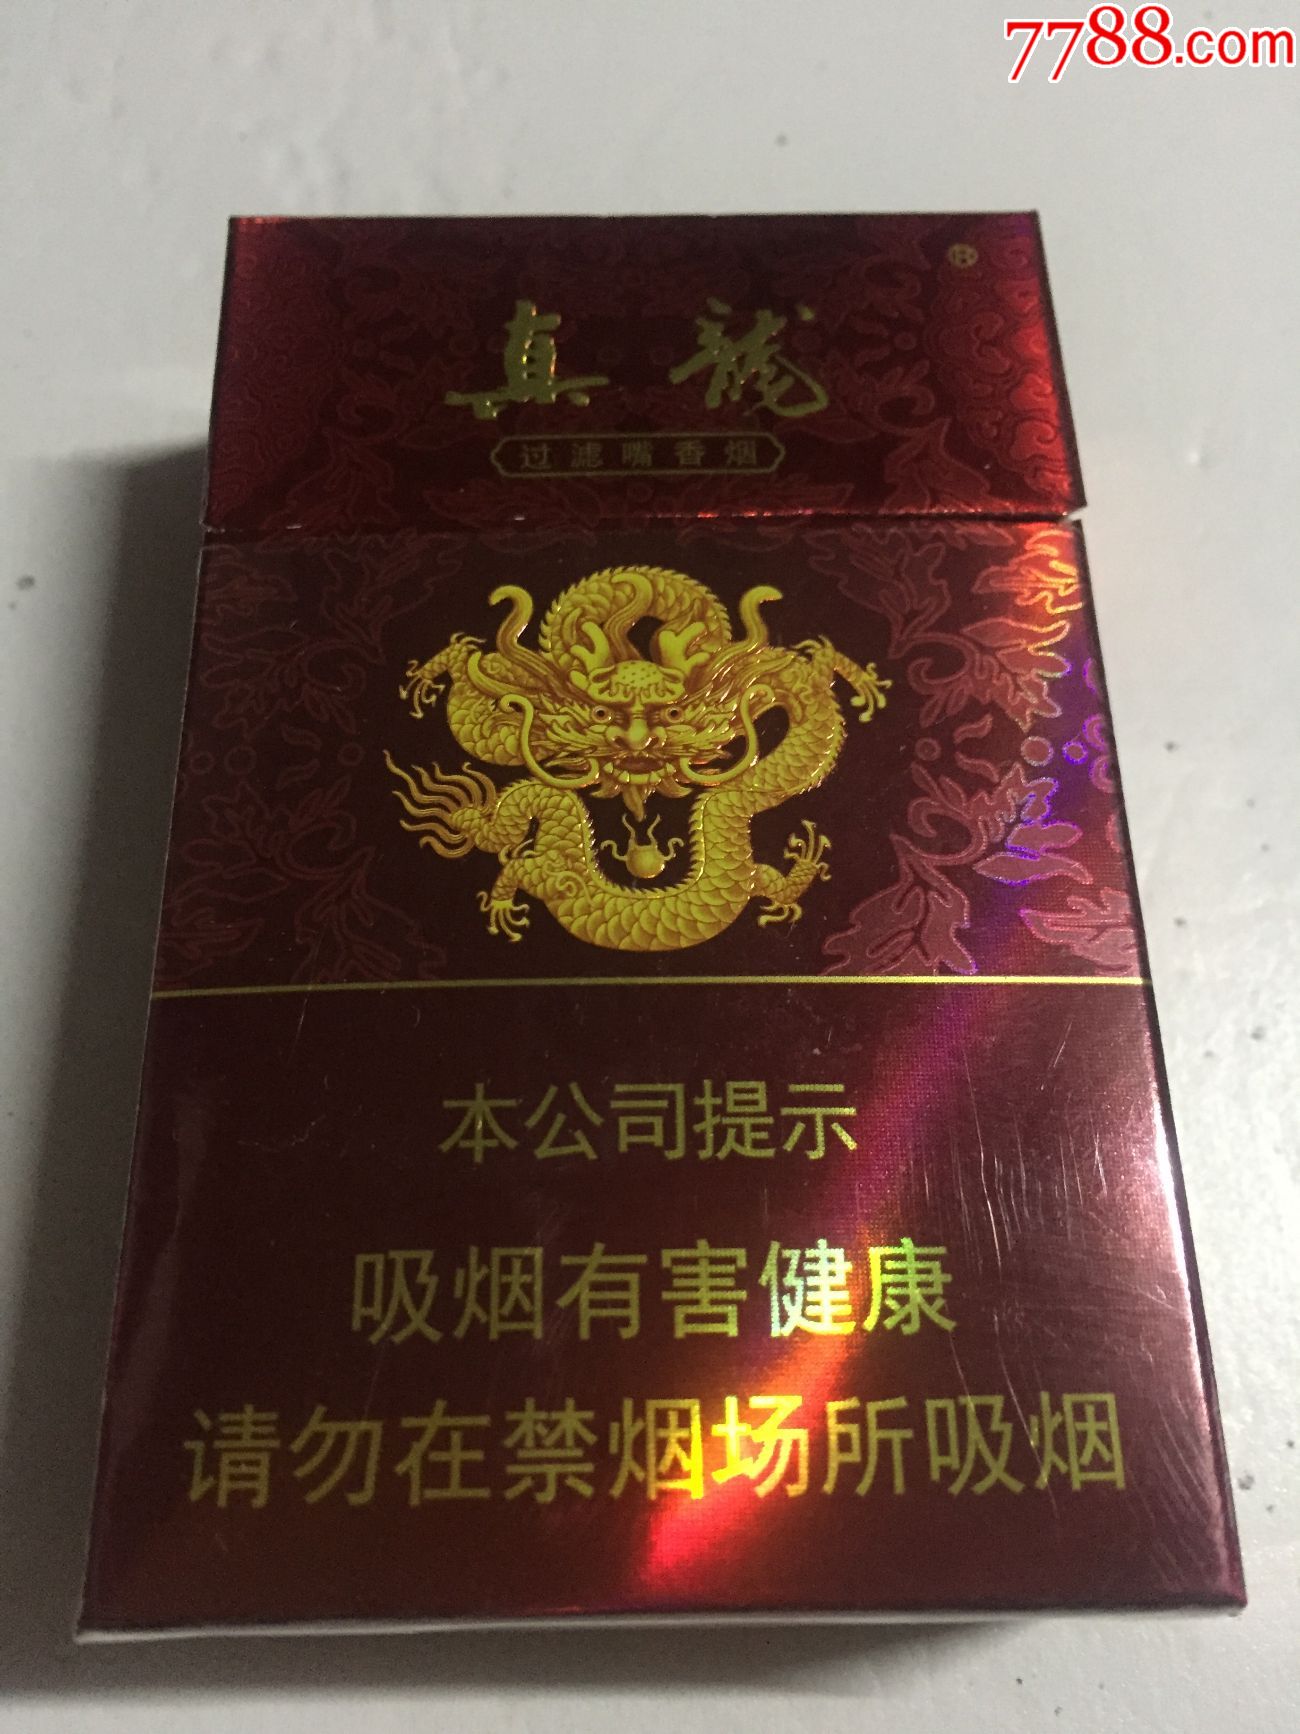 7788.com
®
真龍
过滤嘴香烟
本公司提示
吸烟有害健康
请勿在禁烟场所吸烟